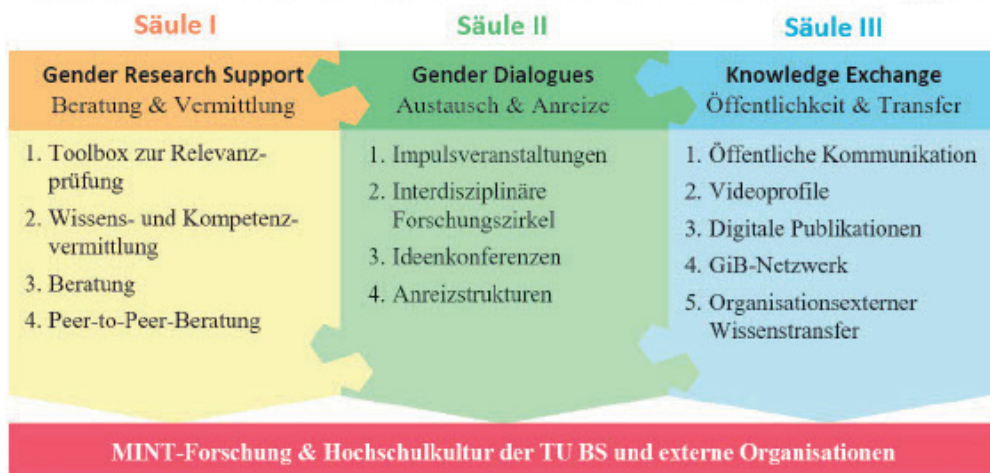 Säule I
Gender Research Support
Beratung & Vermittlung
1. Toolbox zur Relevanz-
prüfung
2. Wissens- und Kompetenz-
vermittlung
3. Beratung
4. Peer-to-Peer-Beratung
Säule II
Gender Dialogues
Austausch & Anreize
1. Impulsveranstaltungen
2. Interdisziplinäre
Forschungszirkel
3. Ideenkonferenzen
4. Anreizstrukturen
Säule III
Knowledge Exchange
Öffentlichkeit & Transfer
1. Öffentliche Kommunikation
2. Videoprofile
3. Digitale Publikationen
4. GiB-Netzwerk
5. Organisationsexterner
Wissenstransfer
MINT-Forschung & Hochschulkultur der TU BS und externe Organisationen